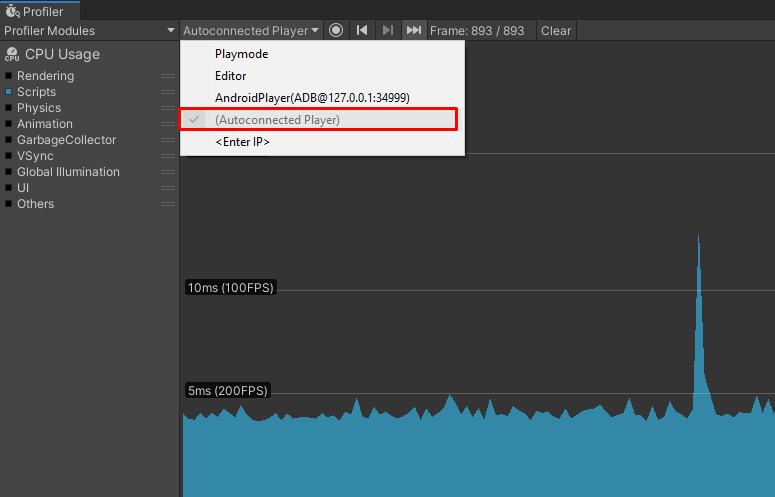 Profiler
Profiler Modules
Autoconnected Player
Frame: 893 / 893
Clear
CPU
CPU Usage
Rendering
Scripts
Physics
Animation
GarbageCollector
VSync
Global Illumination
UI
Others
Playmode
Editor
AndroidPlayer(ADB@127.0.0.1:34999)
(Autoconnected Player)
<Enter IP>
10ms (100FPS)
5ms (200FPS)